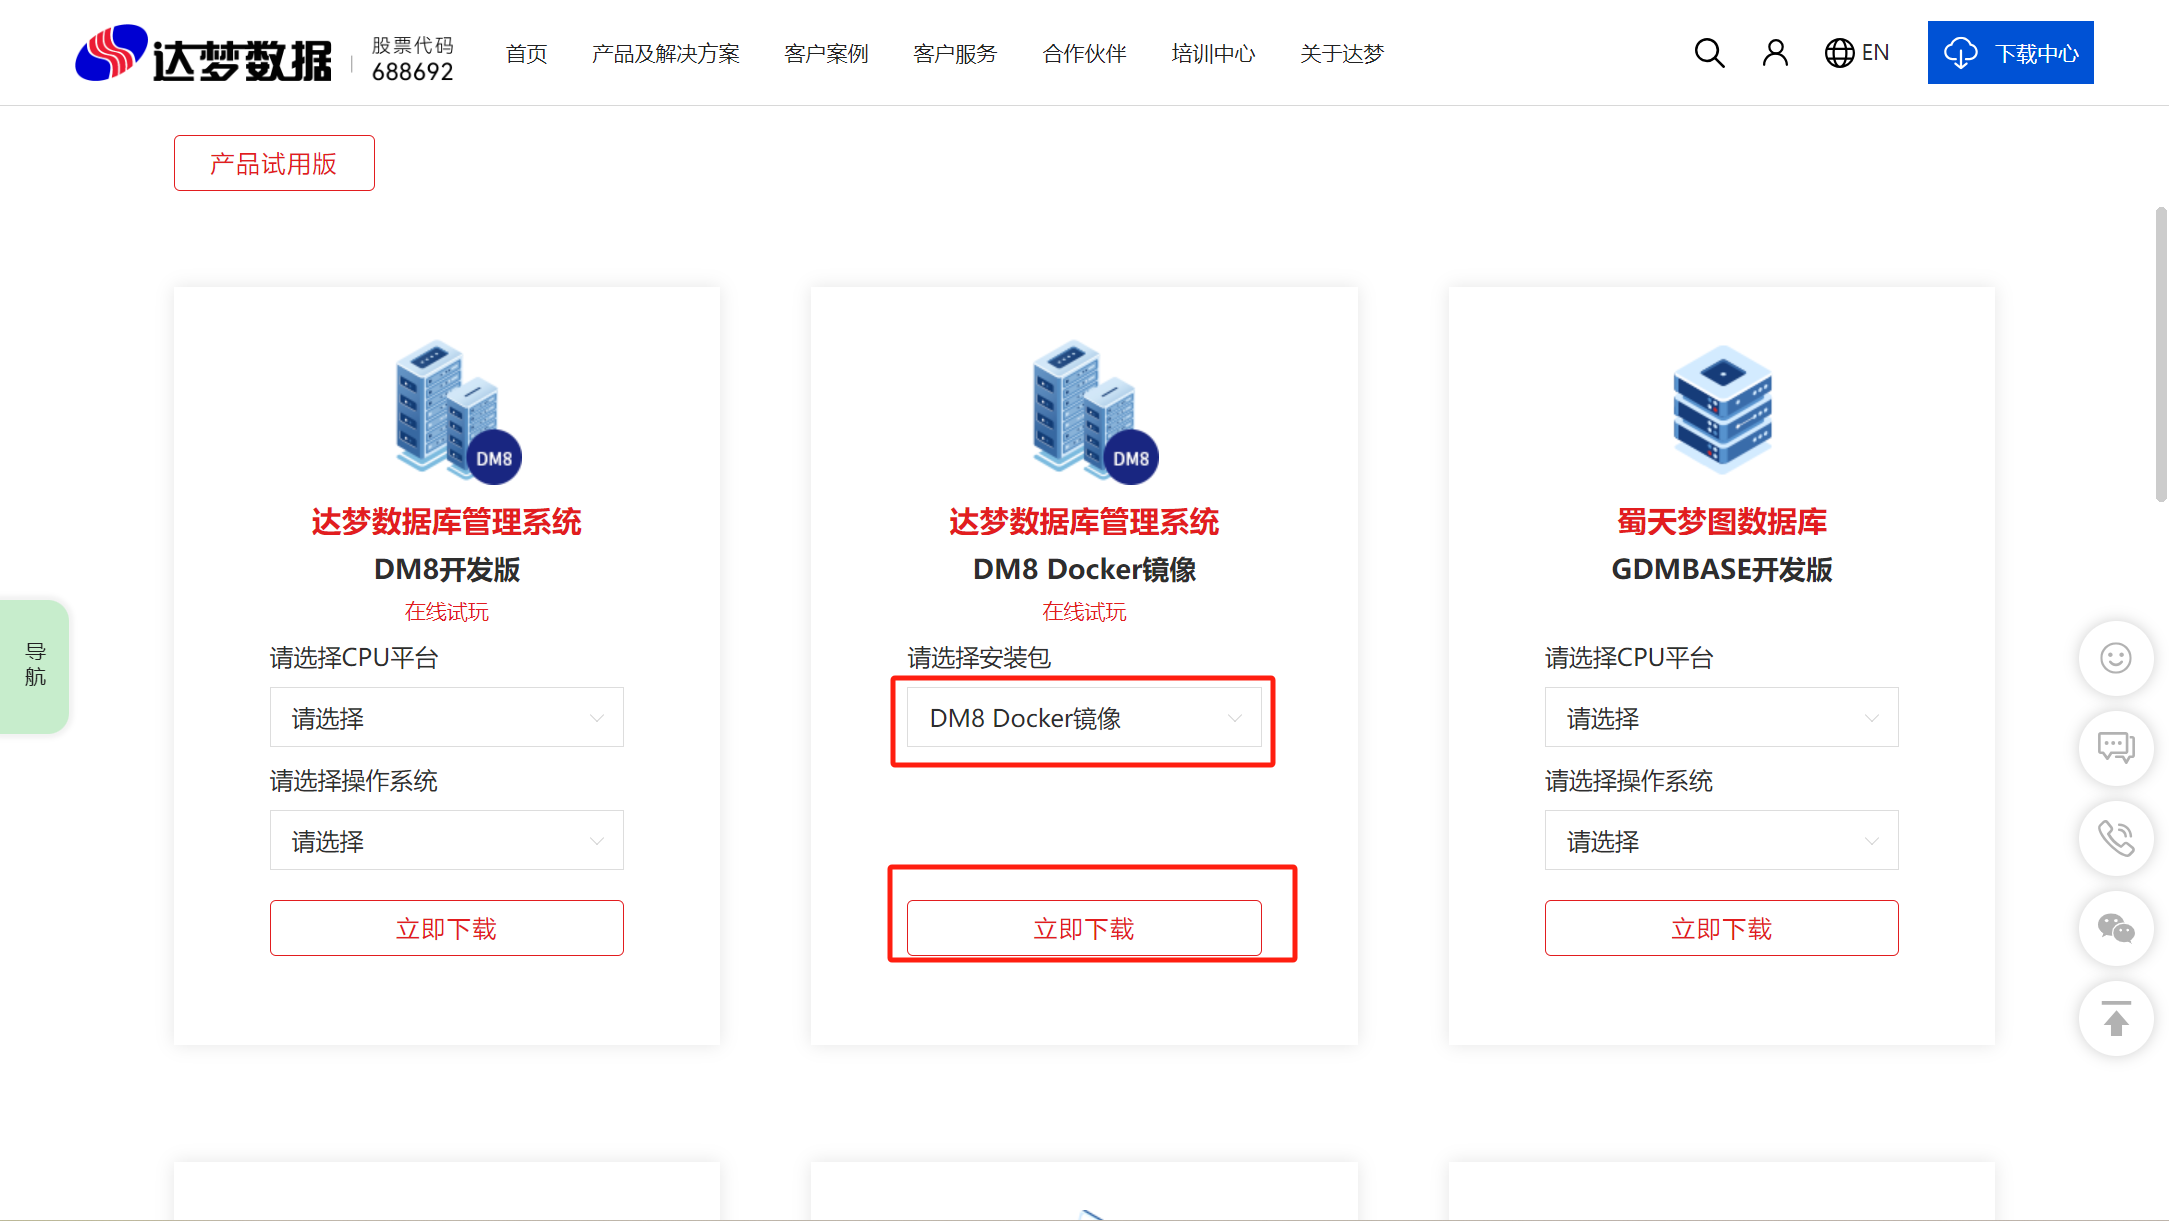 达梦数据
股票代码
688692
首页
产品及解决方案
客户案例
客户服务
合作伙伴
培训中心
关于达梦
EN
下载中心
产品试用版
DM8
达梦数据库管理系统
DM8开发版
在线试玩
请选择CPU平台
请选择
请选择操作系统
请选择
立即下载
DM8
达梦数据库管理系统
DM8 Docker镜像
在线试玩
请选择安装包
DM8 Docker镜像
立即下载
蜀天梦图数据库
GDMBASE开发版
请选择CPU平台
请选择
请选择操作系统
请选择
立即下载
导
航